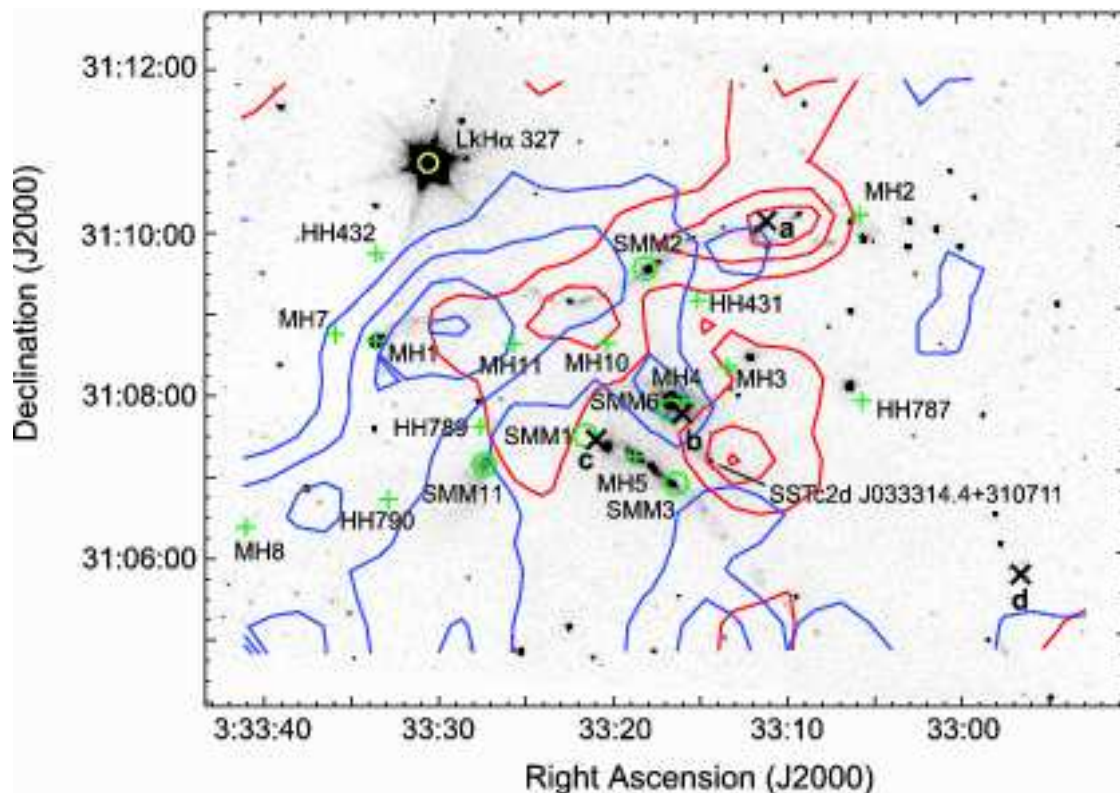 31:12:00
LkHα 327
MH2
a
31:10:00
.HH432
SMM2
HH431
MH7
MH1
MH11
MH10
MH4
MH3
31:08:00
SMM6
HH787
HH789
SMM1
b
c
SMM11
MH5
SSTc2d J033314.4+310711
HH790
SMM3
MH8
31:06:00
d
3:33:40
33:30
33:20
33:10
33:00
Declination (J2000)
Right Ascension (J2000)